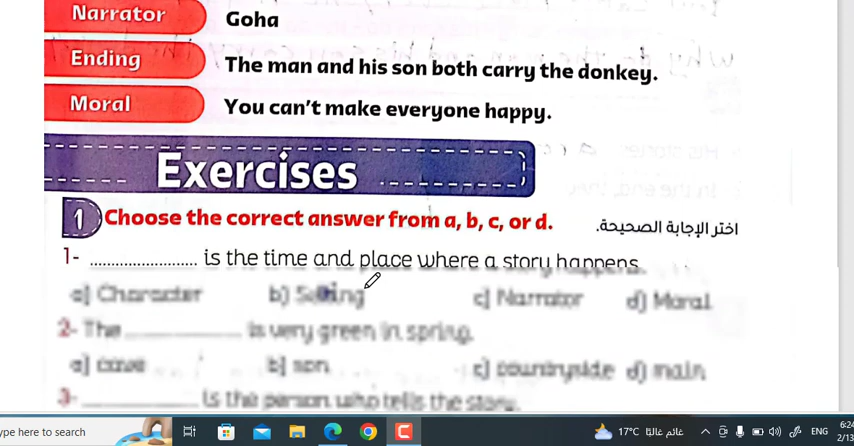 Narrator Goha
Ending The man and his son both carry the donkey.
Moral You can't make everyone happy.
Exercises
1 Choose the correct answer from a, b, c, or d. اختر الإجابة الصحيحة.
1- ........................ is the time and place where a story happens.
a) Character b) Setting c) Narrator d) Moral
2- The ........................ is very green in spring.
a) cave b) son c) countryside d) main
3- ........................ is the person who tells the story.
ype here to search 17°C غائم غالبًا ENG 6:24
2/13